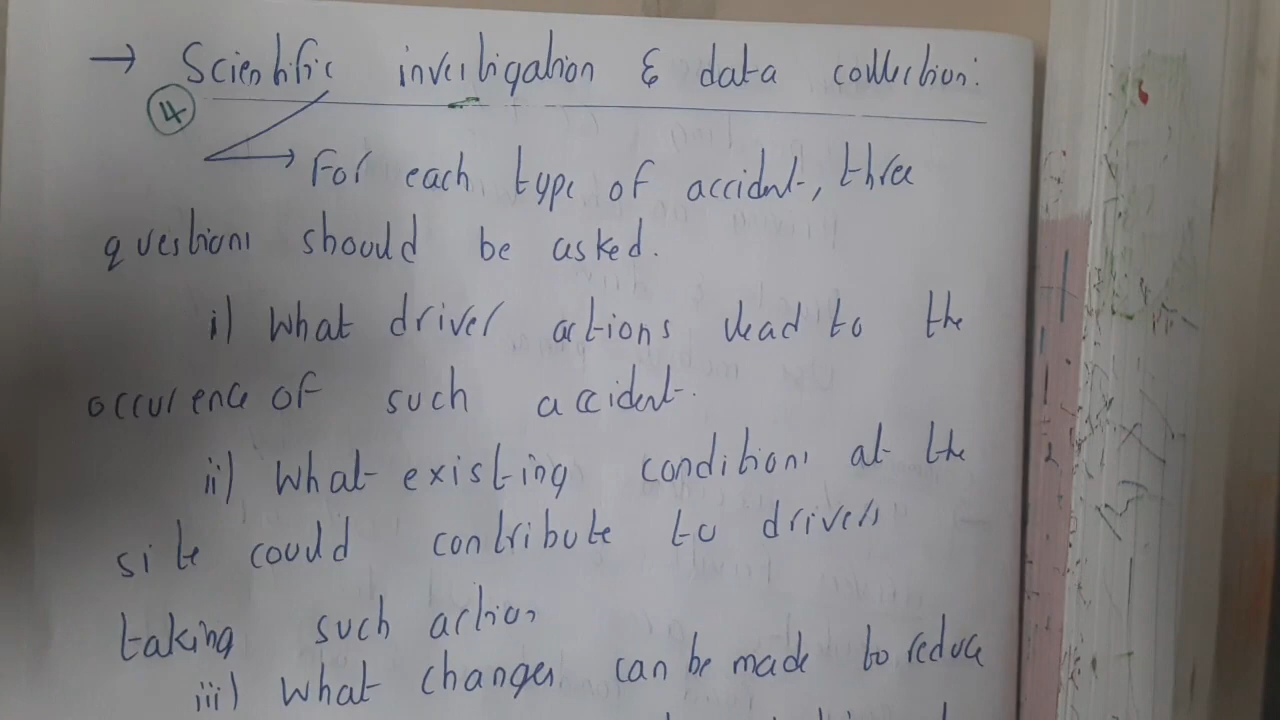 → Scientific investigation & data collection:
④
→ For each type of accident, three
questions should be asked.
i) What driver actions lead to the
occurence of such accident.
ii) What existing conditions at the
site could contribute to drivers
taking such action
iii) What changes can be made to reduce